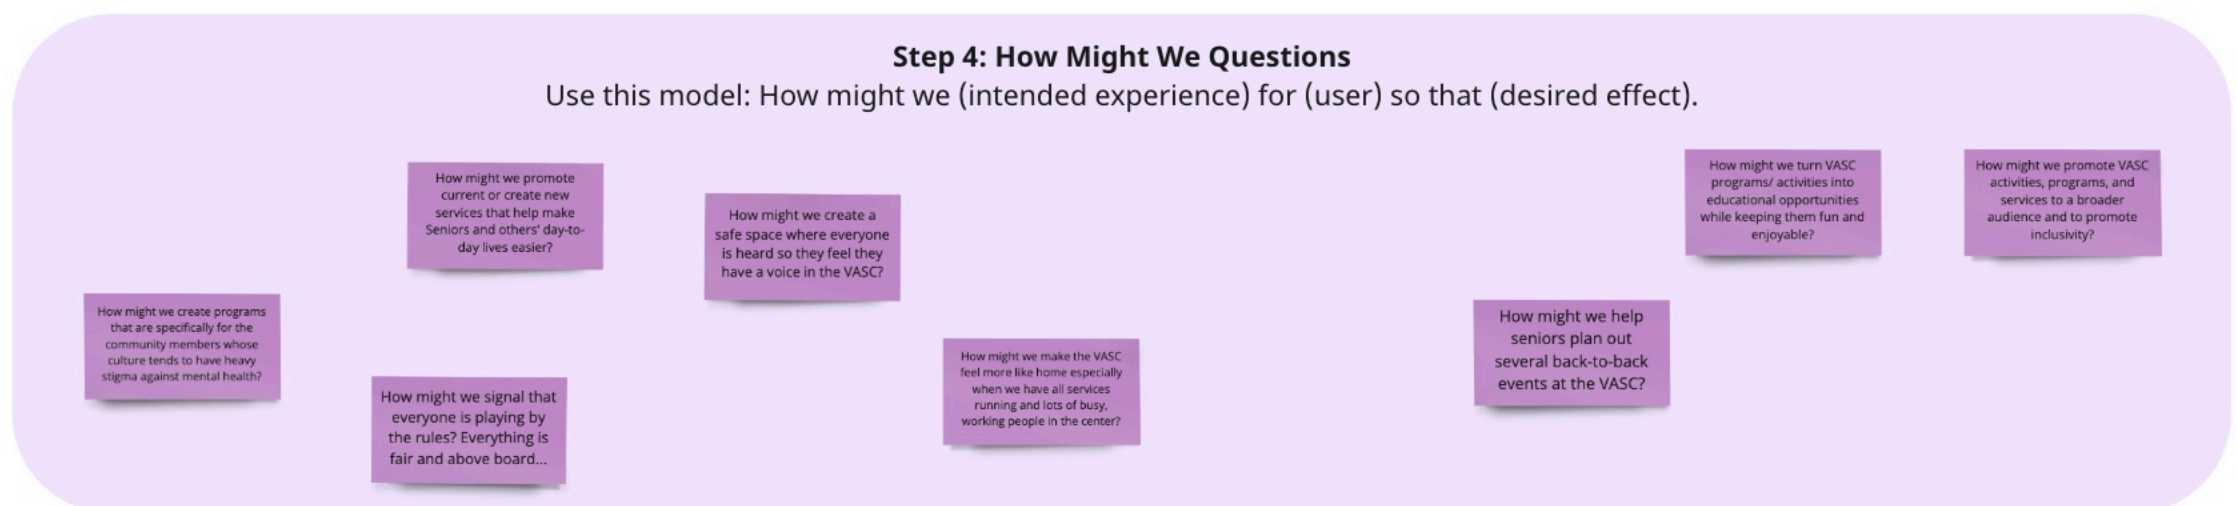 Step 4: How Might We Questions
Use this model: How might we (intended experience) for (user) so that (desired effect).
How might we create programs
that are specifically for the
community members whose
culture tends to have heavy
stigma against mental health?
How might we promote
current or create new
services that help make
Seniors and others' day-to-
day lives easier?
How might we signal that
everyone is playing by
the rules? Everything is
fair and above board...
How might we create a
safe space where everyone
is heard so they feel they
have a voice in the VASC?
How might we make the VASC
feel more like home especially
when we have all services
running and lots of busy,
working people in the center?
How might we help
seniors plan out
several back-to-back
events at the VASC?
How might we turn VASC
programs/ activities into
educational opportunities
while keeping them fun and
enjoyable?
How might we promote VASC
activities, programs, and
services to a broader
audience and to promote
inclusivity?